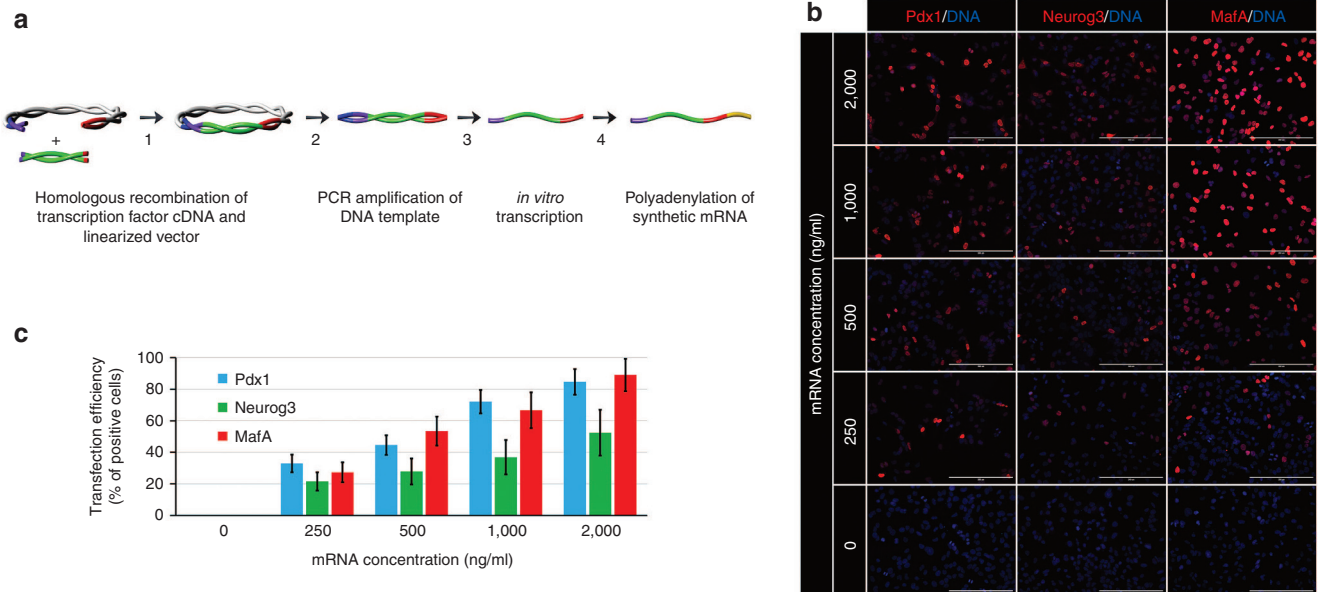 a
+
1
2
3
4
Homologous recombination of
transcription factor cDNA and
linearized vector
PCR amplification of
DNA template
in vitro
transcription
Polyadenylation of
synthetic mRNA
b
Pdx1/DNA
Neurog3/DNA
MafA/DNA
mRNA concentration (ng/ml)
2,000
1,000
500
250
0
c
Transfection efficiency
(% of positive cells)
100
80
60
40
20
0
Pdx1
Neurog3
MafA
0
250
500
1,000
2,000
mRNA concentration (ng/ml)